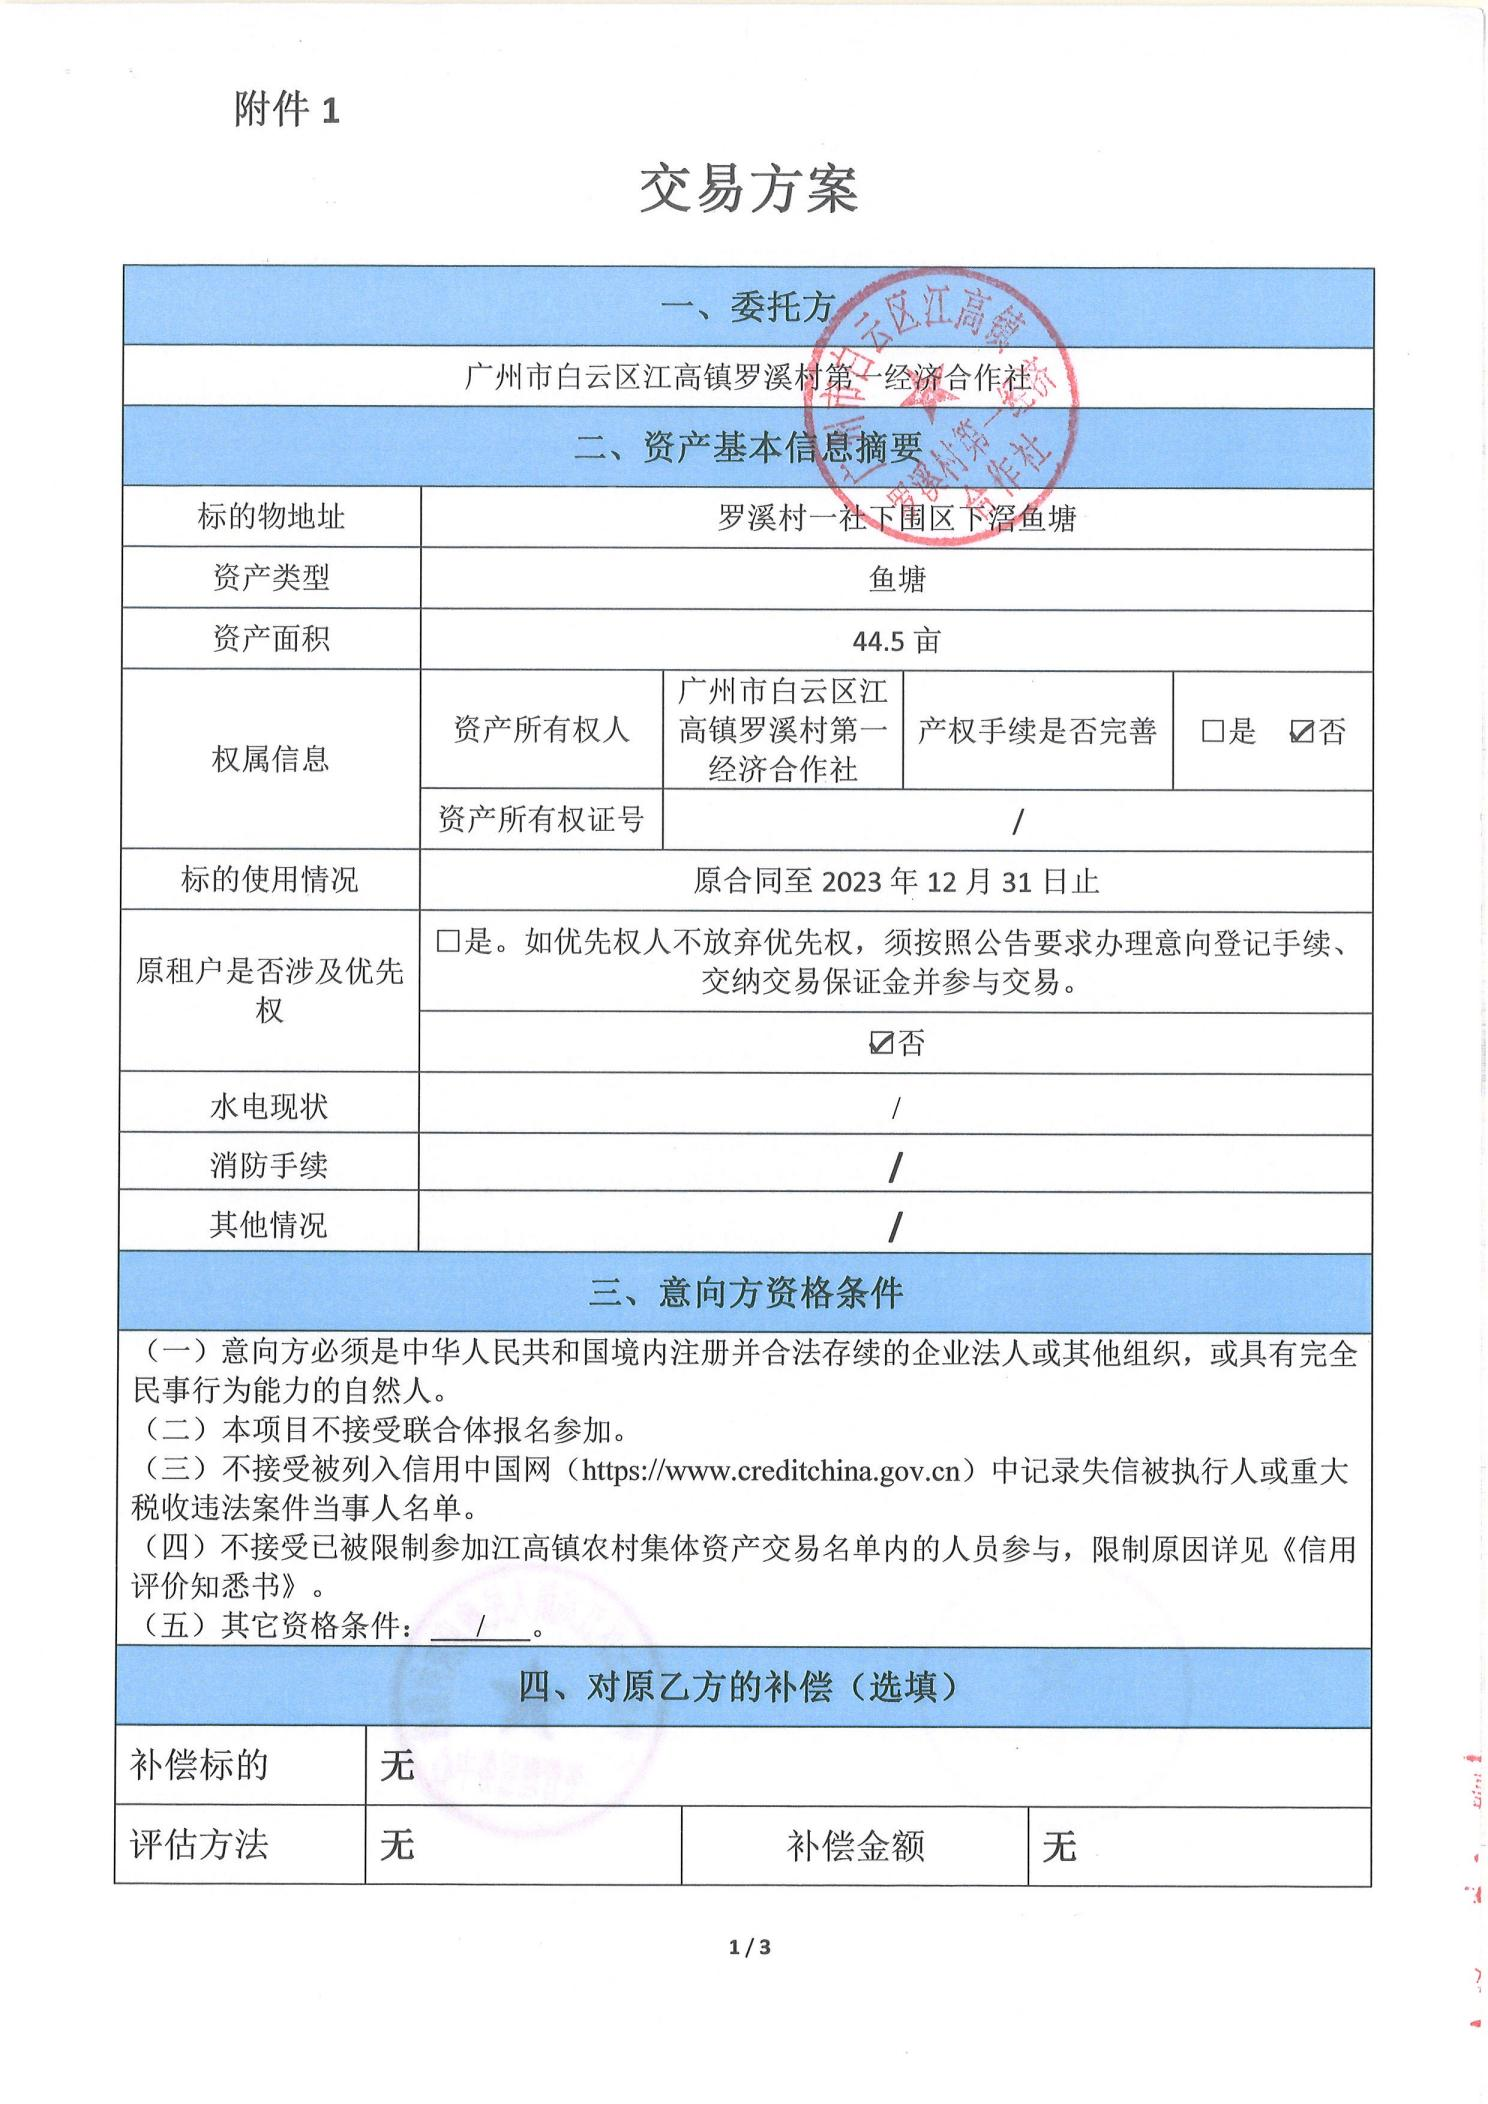 附件 1
交易方案
一、委托方
广州市白云区江高镇罗溪村第一经济合作社
二、资产基本信息摘要
标的物地址 罗溪村一社下围区下滘鱼塘
资产类型 鱼塘
资产面积 44.5 亩
权属信息
资产所有权人
广州市白云区江
高镇罗溪村第一
经济合作社
产权手续是否完善
☐是 ☑否
资产所有权证号 /
标的使用情况 原合同至 2023 年 12 月 31 日止
原租户是否涉及优先
权
☐是。如优先权人不放弃优先权，须按照公告要求办理意向登记手续、
交纳交易保证金并参与交易。
☑否
水电现状 /
消防手续 /
其他情况 /
三、意向方资格条件
（一）意向方必须是中华人民共和国境内注册并合法存续的企业法人或其他组织，或具有完全
民事行为能力的自然人。
（二）本项目不接受联合体报名参加。
（三）不接受被列入信用中国网（https://www.creditchina.gov.cn）中记录失信被执行人或重大
税收违法案件当事人名单。
（四）不接受已被限制参加江高镇农村集体资产交易名单内的人员参与，限制原因详见《信用
评价知悉书》。
（五）其它资格条件：/。
四、对原乙方的补偿（选填）
补偿标的 无
评估方法 无 补偿金额 无
1 / 3
广州市白云区江高镇
罗溪村第一经济
合作社